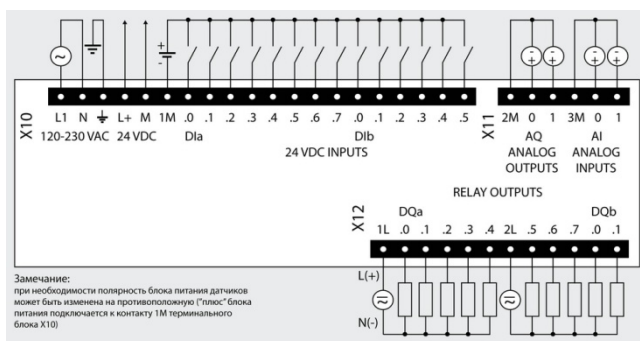 X10
L1 N L+ M 1M .0 .1 .2 .3 .4 .5 .6 .7 .0 .1 .2 .3 .4 .5
120-230 VAC 24 VDC DIa DIb
24 VDC INPUTS
X11
2M 0 1 3M 0 1
AQ AI
ANALOG ANALOG
OUTPUTS INPUTS
RELAY OUTPUTS
X12
DQa DQb
1L .0 .1 .2 .3 .4 2L .5 .6 .7 .0 .1
L(+)
N(-)
Замечание:
при необходимости полярность блока питания датчиков
может быть изменена на противоположную ("плюс" блока
питания подключается к контакту 1М терминального
блока X10)